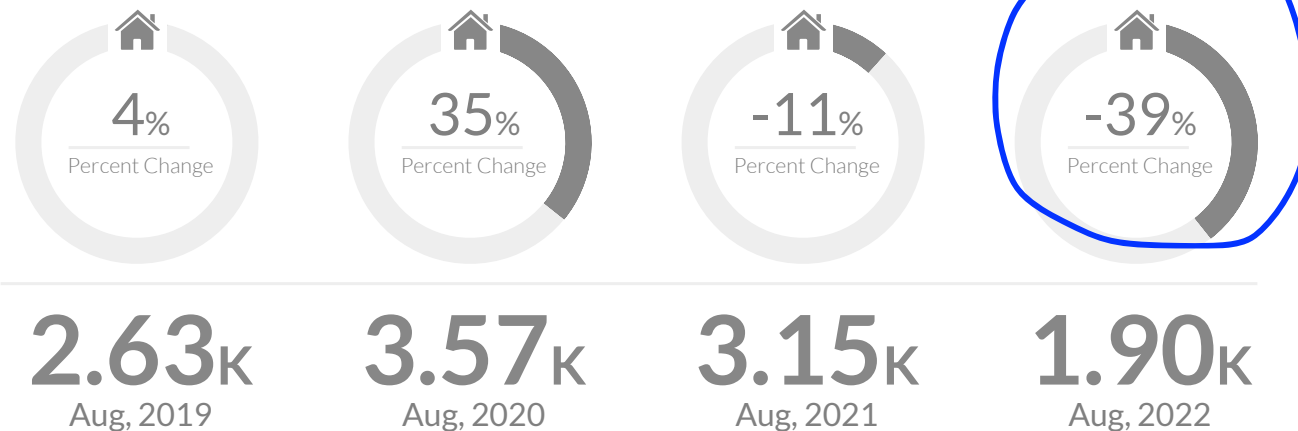 4%
Percent Change
35%
Percent Change
-11%
Percent Change
-39%
Percent Change
2.63K
Aug, 2019
3.57K
Aug, 2020
3.15K
Aug, 2021
1.90K
Aug, 2022